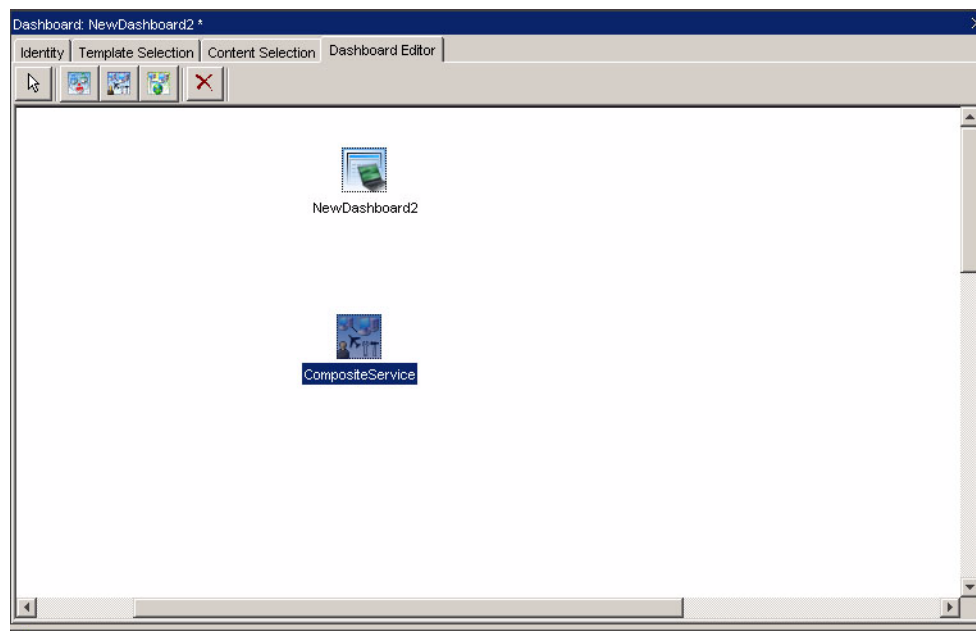 Dashboard: NewDashboard2 *
Identity Template Selection Content Selection Dashboard Editor
NewDashboard2
CompositeService